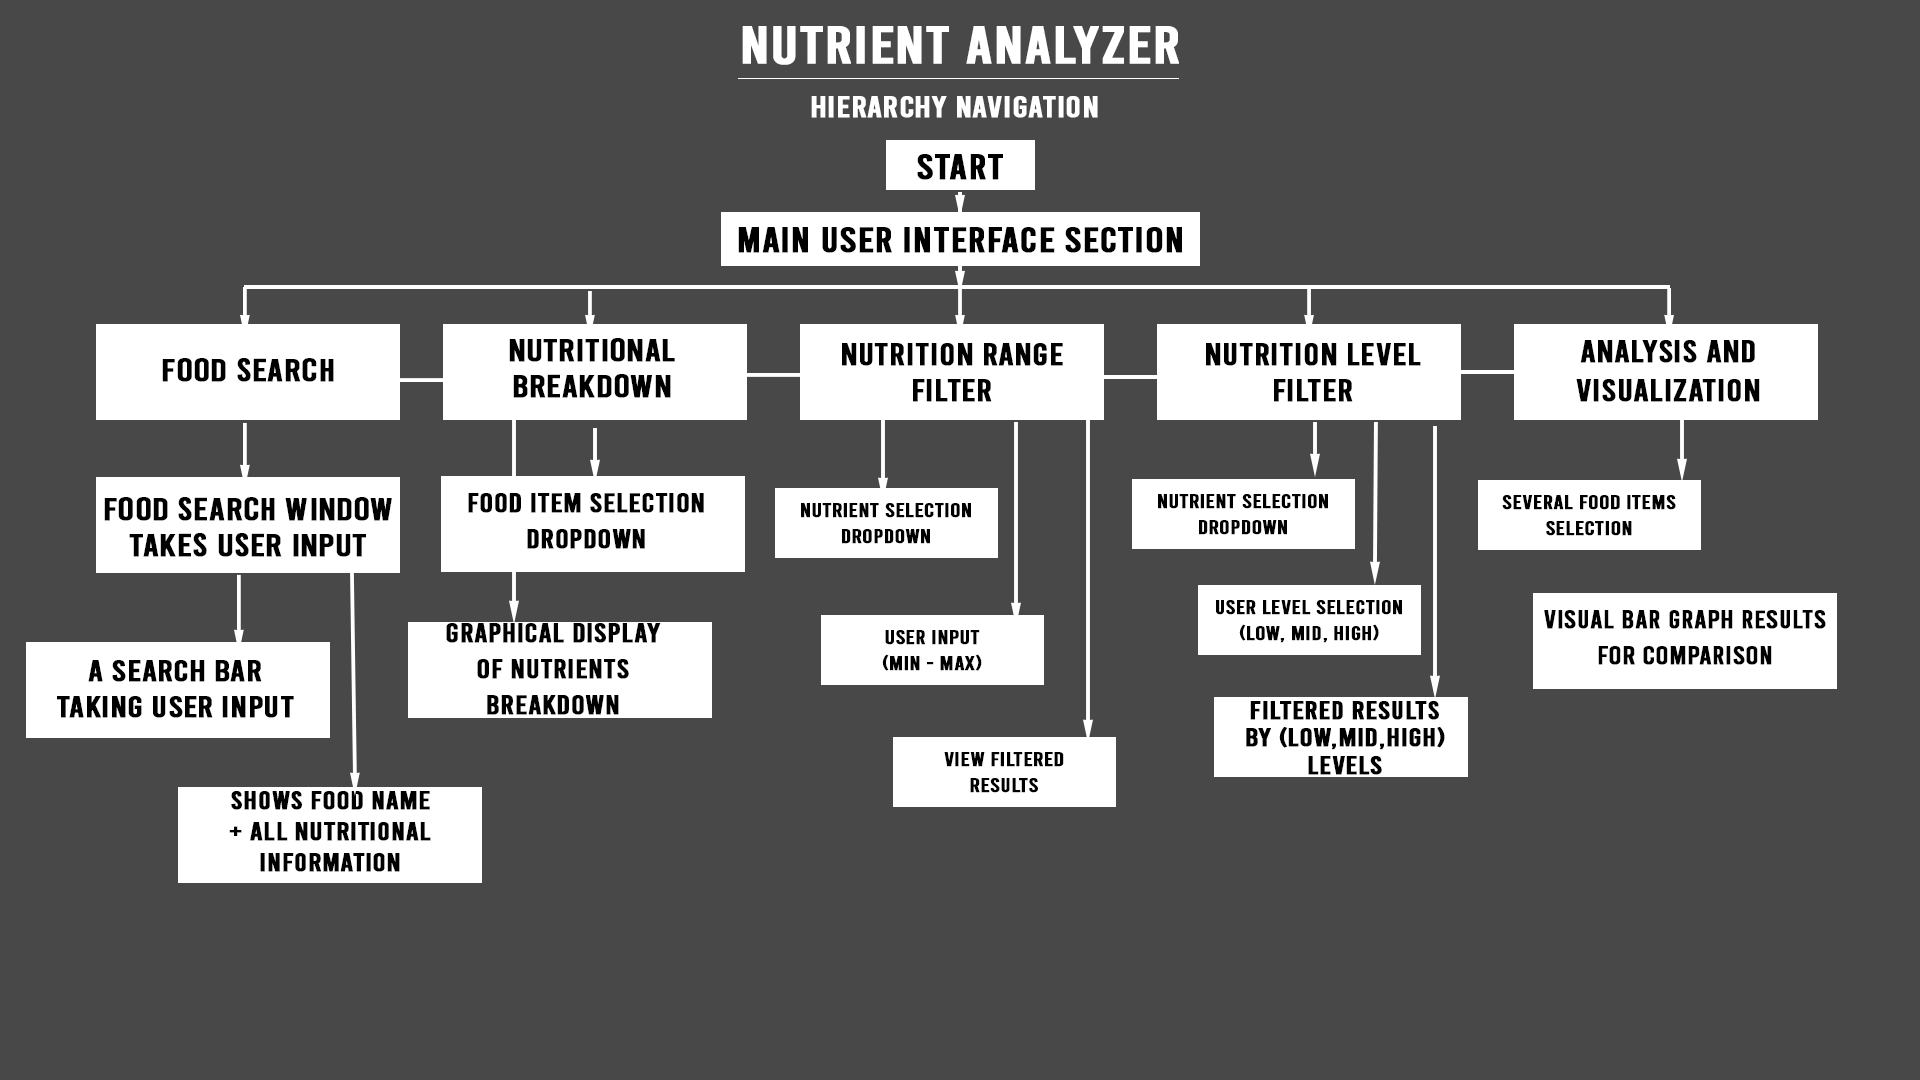 NUTRIENT ANALYZER
HIERARCHY NAVIGATION
START
MAIN USER INTERFACE SECTION
FOOD SEARCH
NUTRITIONAL
BREAKDOWN
NUTRITION RANGE
FILTER
NUTRITION LEVEL
FILTER
ANALYSIS AND
VISUALIZATION
FOOD SEARCH WINDOW
TAKES USER INPUT
FOOD ITEM SELECTION
DROPDOWN
NUTRIENT SELECTION
DROPDOWN
NUTRIENT SELECTION
DROPDOWN
SEVERAL FOOD ITEMS
SELECTION
A SEARCH BAR
TAKING USER INPUT
GRAPHICAL DISPLAY
OF NUTRIENTS
BREAKDOWN
USER INPUT
(MIN - MAX)
USER LEVEL SELECTION
(LOW, MID, HIGH)
VISUAL BAR GRAPH RESULTS
FOR COMPARISON
SHOWS FOOD NAME
+ ALL NUTRITIONAL
INFORMATION
VIEW FILTERED
RESULTS
FILTERED RESULTS
BY (LOW,MID,HIGH)
LEVELS